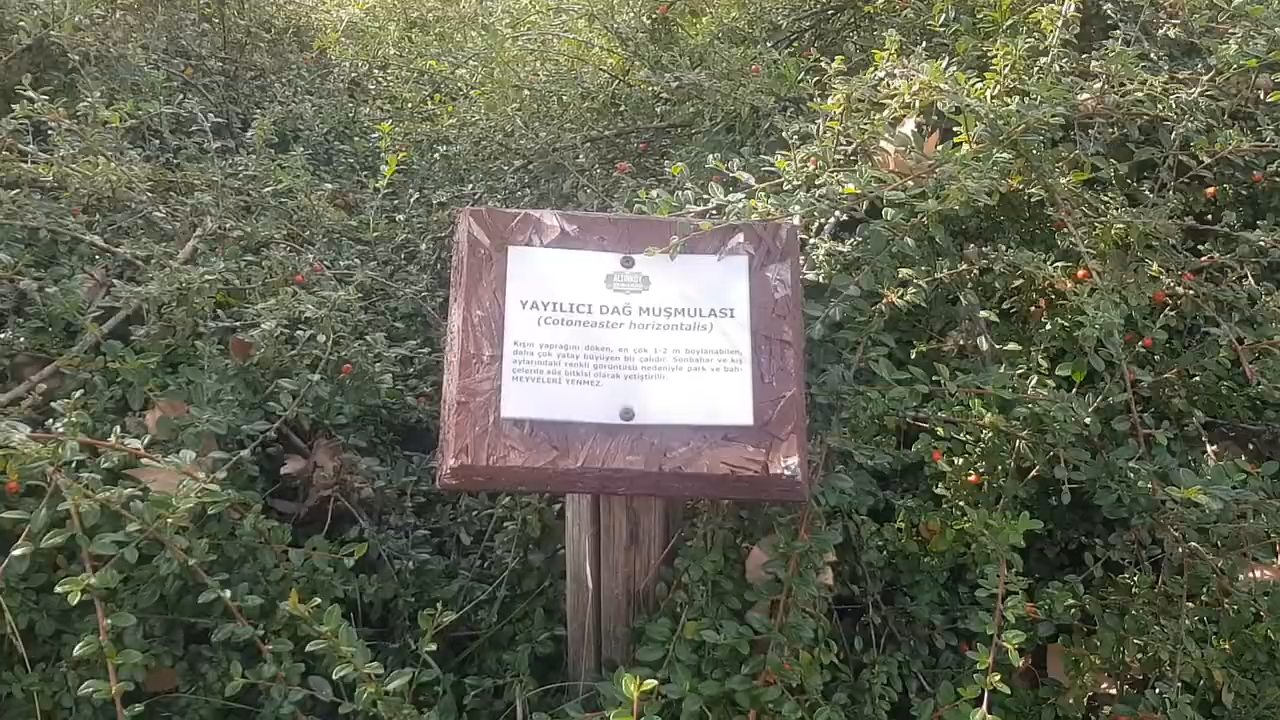 ALTINKÖY
YAYILICI DAĞ MUŞMULASI
(Cotoneaster horizontalis)
Kışın yaprağını döken, en çok 1-2 m boylanabilen,
daha çok yatay büyüyen bir çalıdır. Sonbahar ve kış
aylarındaki renkli görüntüsü nedeniyle park ve bah-
çelerde süs bitkisi olarak yetiştirilir.
MEYVELERİ YENMEZ.